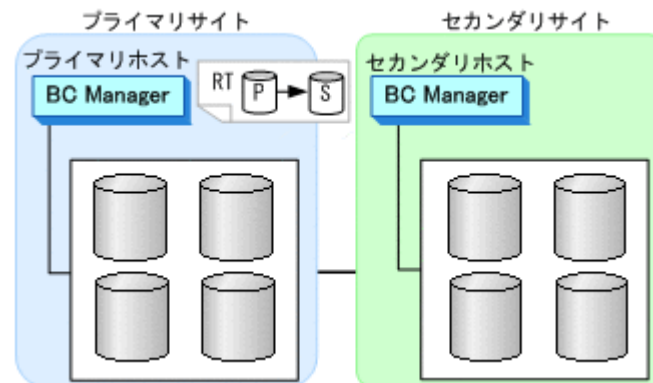 プライマリサイト
セカンダリサイト
プライマリホスト
BC Manager
RT P S
セカンダリホスト
BC Manager